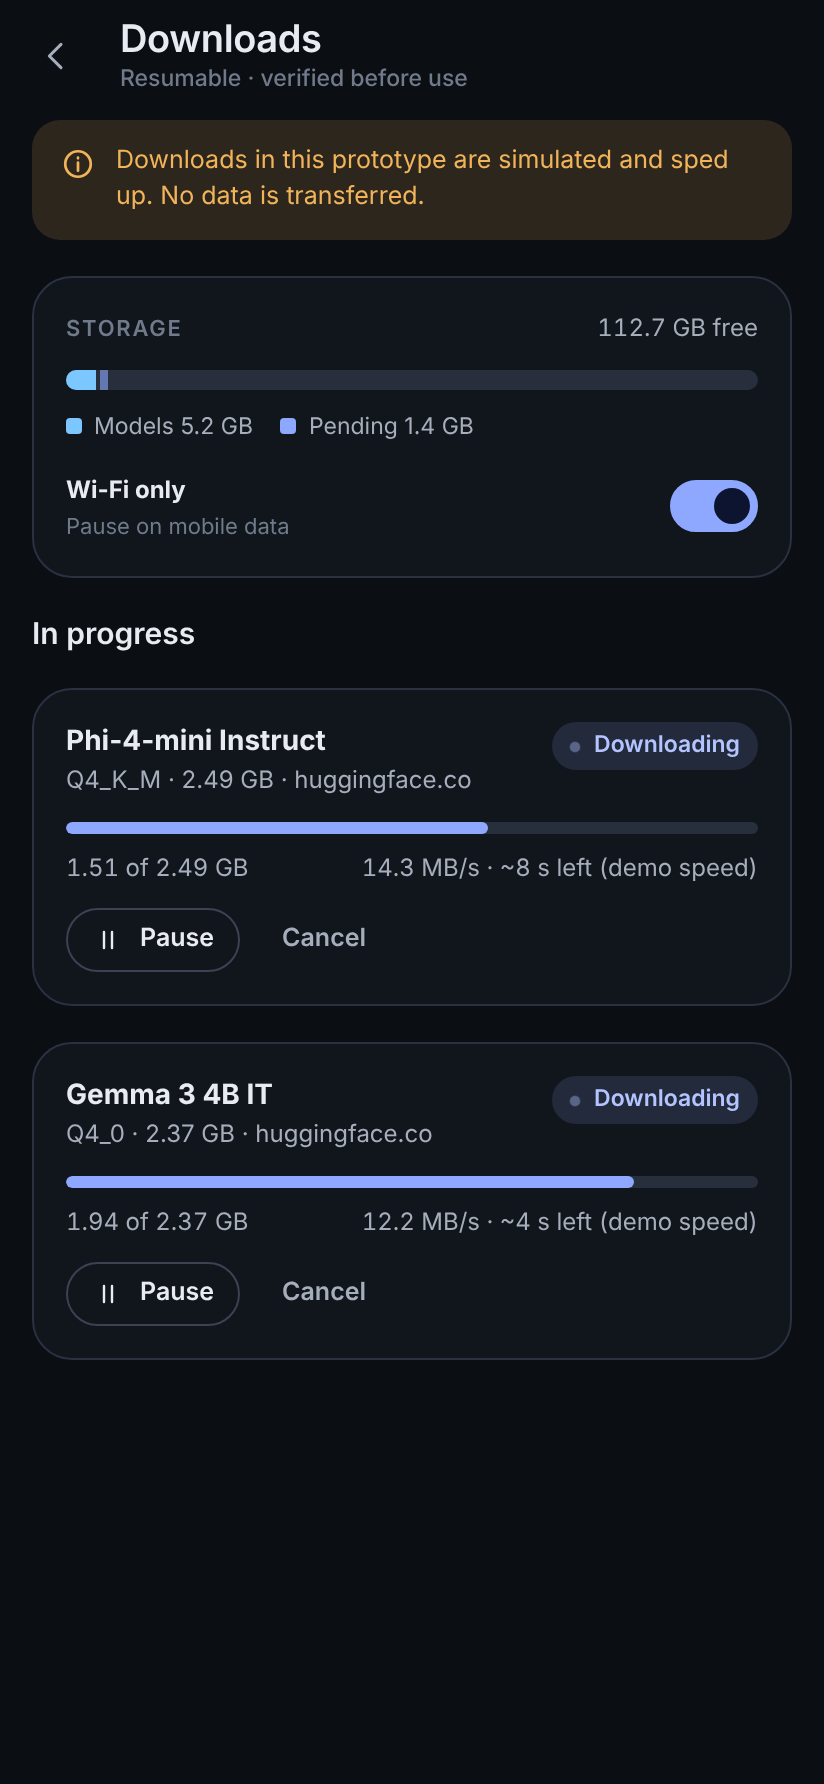 Downloads
Resumable · verified before use
Downloads in this prototype are simulated and sped
up. No data is transferred.
STORAGE
112.7 GB free
Models 5.2 GB
Pending 1.4 GB
Wi-Fi only
Pause on mobile data
In progress
Phi-4-mini Instruct
Downloading
Q4_K_M · 2.49 GB · huggingface.co
1.51 of 2.49 GB
14.3 MB/s · ~8 s left (demo speed)
Pause
Cancel
Gemma 3 4B IT
Downloading
Q4_0 · 2.37 GB · huggingface.co
1.94 of 2.37 GB
12.2 MB/s · ~4 s left (demo speed)
Pause
Cancel